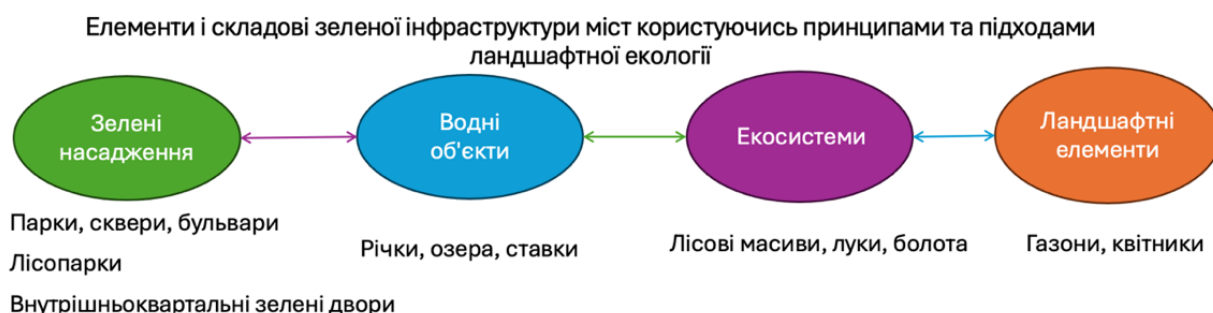 Елементи і складові зеленої інфраструктури міст користуючись принципами та підходами
ландшафтної екології
Зелені
насадження
Водні
об'єкти
Екосистеми
Ландшафтні
елементи
Парки, сквери, бульвари
Лісопарки
Внутрішньоквартальні зелені двори
Річки, озера, ставки
Лісові масиви, луки, болота
Газони, квітники